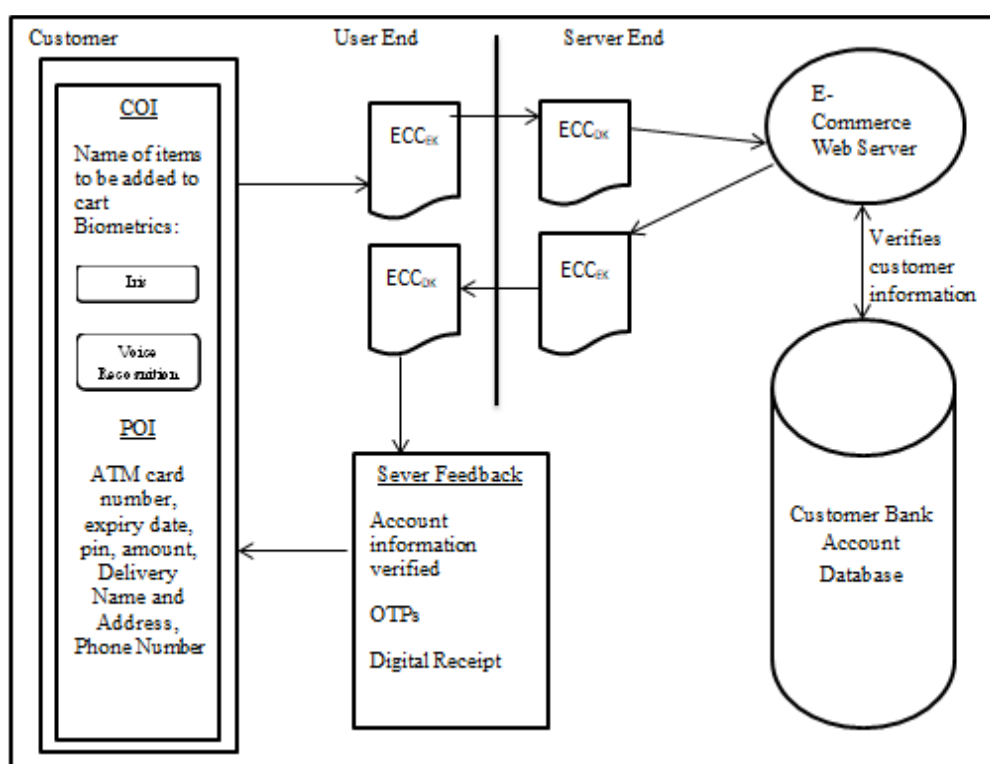 Customer
User End
Server End
COI
Name of items
to be added to
cart
Biometrics:
Iris
Voice
Recognition
POI
ATM card
number,
expiry date,
pin, amount,
Delivery
Name and
Address,
Phone Number
ECCEK
ECCDK
E-
Commerce
Web Server
ECCDK
ECCEK
Verifies
customer
information
Sever Feedback
Account
information
verified
OTPs
Digital Receipt
Customer Bank
Account
Database